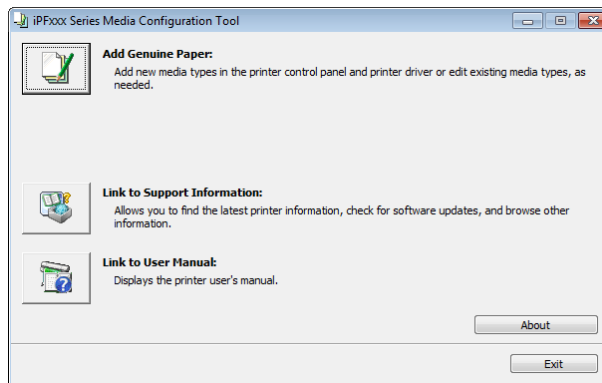 iPFxxx Series Media Configuration Tool
Add Genuine Paper:
Add new media types in the printer control panel and printer driver or edit existing media types, as
needed.
Link to Support Information:
Allows you to find the latest printer information, check for software updates, and browse other
information.
Link to User Manual:
Displays the printer user's manual.
About
Exit